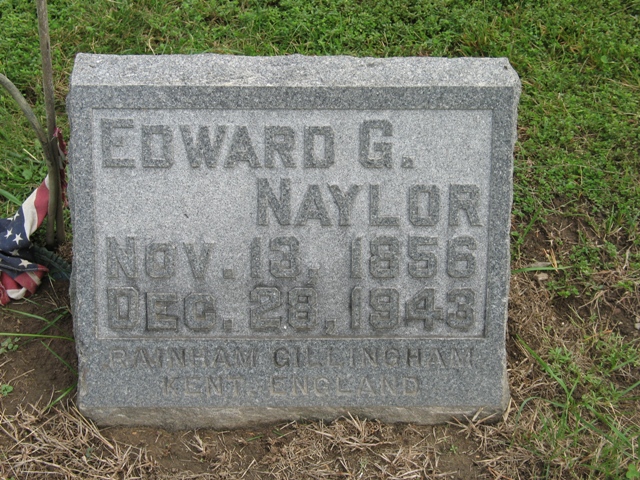 EDWARD G.
NAYLOR
NOV. 13, 1856
DEC. 28, 1943
RAINHAM GILLINGHAM
KENT ENGLAND